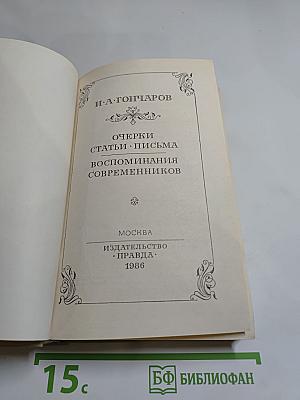 И·А·ГОНЧАРОВ
ОЧЕРКИ
СТАТЬИ·ПИСЬМА
ВОСПОМИНАНИЯ
СОВРЕМЕННИКОВ
МОСКВА
ИЗДАТЕЛЬСТВО
·ПРАВДА·
1986
15с
БФ БИБЛИОФАН